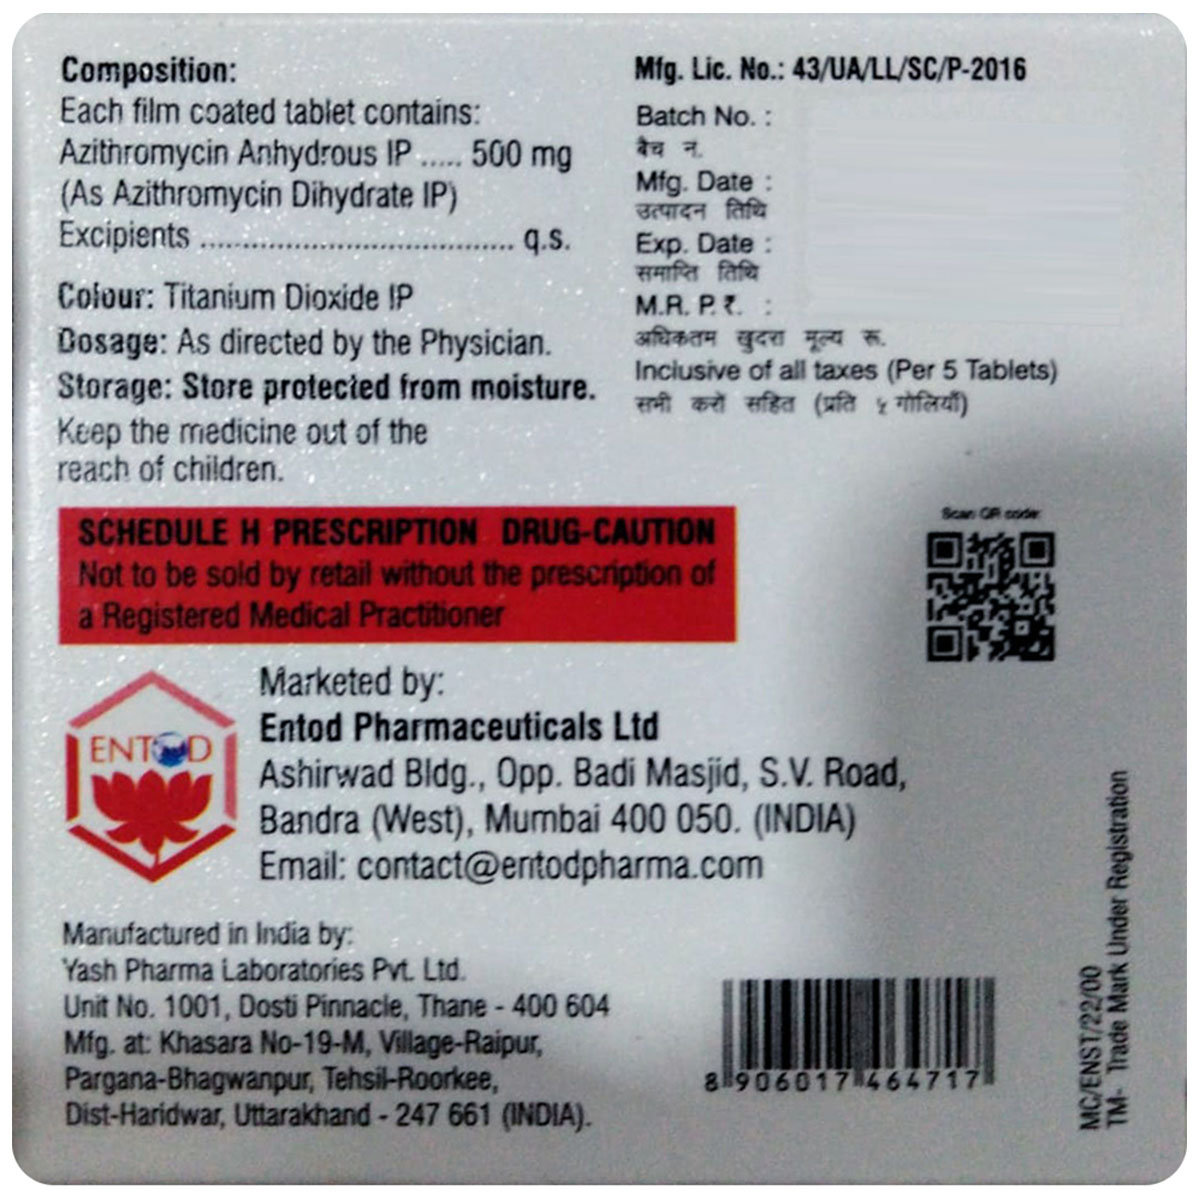 Composition:
Each film coated tablet contains:
Azithromycin Anhydrous IP ..... 500 mg
(As Azithromycin Dihydrate IP)
Excipients ..................................... q.s.
Colour: Titanium Dioxide IP
Dosage: As directed by the Physician.
Storage: Store protected from moisture.
Keep the medicine out of the
reach of children.
Mfg. Lic. No.: 43/UA/LL/SC/P-2016
Batch No. :
बैच न.
Mfg. Date :
उत्पादन तिथि
Exp. Date :
समाप्ति तिथि
M.R. P. ₹. :
अधिकतम खुदरा मूल्य रू.
Inclusive of all taxes (Per 5 Tablets)
सभी करों सहित (प्रति ५ गोलियाँ)
SCHEDULE H PRESCRIPTION DRUG-CAUTION
Not to be sold by retail without the prescription of
a Registered Medical Practitioner
Scan QR code:
ENTOD
Marketed by:
Entod Pharmaceuticals Ltd
Ashirwad Bldg., Opp. Badi Masjid, S.V. Road,
Bandra (West), Mumbai 400 050. (INDIA)
Email: contact@entodpharma.com
Manufactured in India by:
Yash Pharma Laboratories Pvt. Ltd.
Unit No. 1001, Dosti Pinnacle, Thane - 400 604
Mfg. at: Khasara No-19-M, Village-Raipur,
Pargana-Bhagwanpur, Tehsil-Roorkee,
Dist-Haridwar, Uttarakhand - 247 661 (INDIA).
8 906017 464717
MG/ENST/22/00
TM- Trade Mark Under Registration